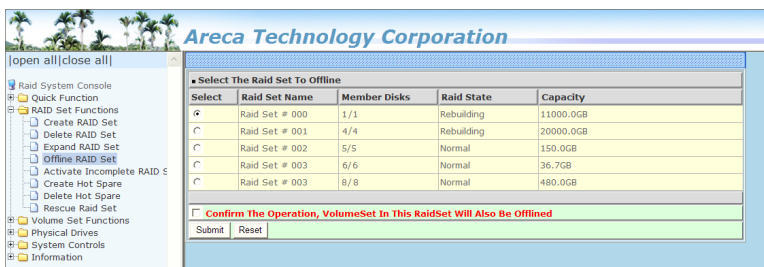 Areca Technology Corporation
|open all|close all|
Raid System Console
Quick Function
RAID Set Functions
Create RAID Set
Delete RAID Set
Expand RAID Set
Offline RAID Set
Activate Incomplete RAID S
Create Hot Spare
Delete Hot Spare
Rescue Raid Set
Volume Set Functions
Physical Drives
System Controls
Information
Select The Raid Set To Offline
Select Raid Set Name Member Disks Raid State Capacity
Raid Set # 000 1/1 Rebuilding 11000.0GB
Raid Set # 001 4/4 Rebuilding 20000.0GB
Raid Set # 002 5/5 Normal 150.0GB
Raid Set # 003 6/6 Normal 36.7GB
Raid Set # 003 8/8 Normal 480.0GB
Confirm The Operation, VolumeSet In This RaidSet Will Also Be Offlined
Submit Reset